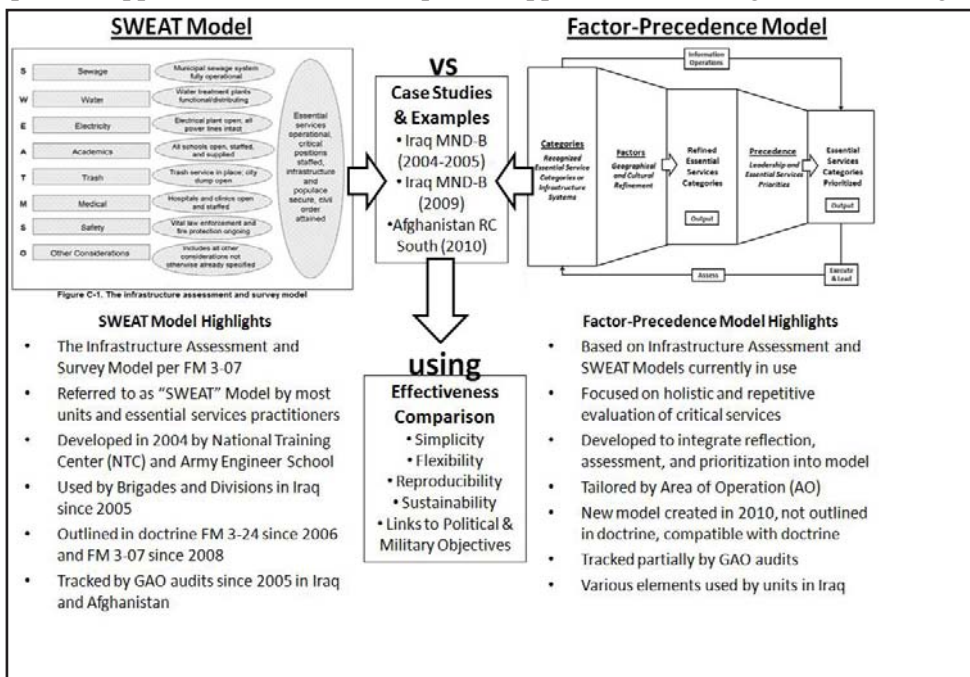 SWEAT Model
S Sewage Municipal sewage system
fully operational
W Water Water treatment plants
functional/distributing
E Electricity Electrical plant open; all
power lines intact
A Academics All schools open, staffed,
and supplied
T Trash Trash service in place; city
dump open
M Medical Hospitals and clinics open
and staffed
S Safety Vital law enforcement and
fire protection ongoing
O Other Considerations Includes all other
considerations not
otherwise already specified
Essential
services
operational,
critical
positions
staffed,
infrastructure
and
populace
secure, civil
order
attained
Figure C-1. The infrastructure assessment and survey model
SWEAT Model Highlights
• The Infrastructure Assessment and
Survey Model per FM 3-07
• Referred to as “SWEAT” Model by most
units and essential services practitioners
• Developed in 2004 by National Training
Center (NTC) and Army Engineer School
• Used by Brigades and Divisions in Iraq
since 2005
• Outlined in doctrine FM 3-24 since 2006
and FM 3-07 since 2008
• Tracked by GAO audits since 2005 in Iraq
and Afghanistan
vs
Case Studies
& Examples
• Iraq MND-B
(2004-2005)
• Iraq MND-B
(2009)
•Afghanistan RC
South (2010)
using
Effectiveness
Comparison
• Simplicity
• Flexibility
• Reproducibility
• Sustainability
• Links to Political &
Military Objectives
Factor-Precedence Model
Information
Operations
Categories
Recognized
Essential Service
Categories or
Infrastructure
Systems
Factors
Geographical
and Cultural
Refinement
Refined
Essential
Services
Categories
Output
Precedence
Leadership and
Essential Services
Priorities
Essential
Services
Categories
Prioritized
Output
Assess
Execute
& Lead
Factor-Precedence Model Highlights
• Based on Infrastructure Assessment and
SWEAT Models currently in use
• Focused on holistic and repetitive
evaluation of critical services
• Developed to integrate reflection,
assessment, and prioritization into model
• Tailored by Area of Operation (AO)
• New model created in 2010, not outlined
in doctrine, compatible with doctrine
• Tracked partially by GAO audits
• Various elements used by units in Iraq